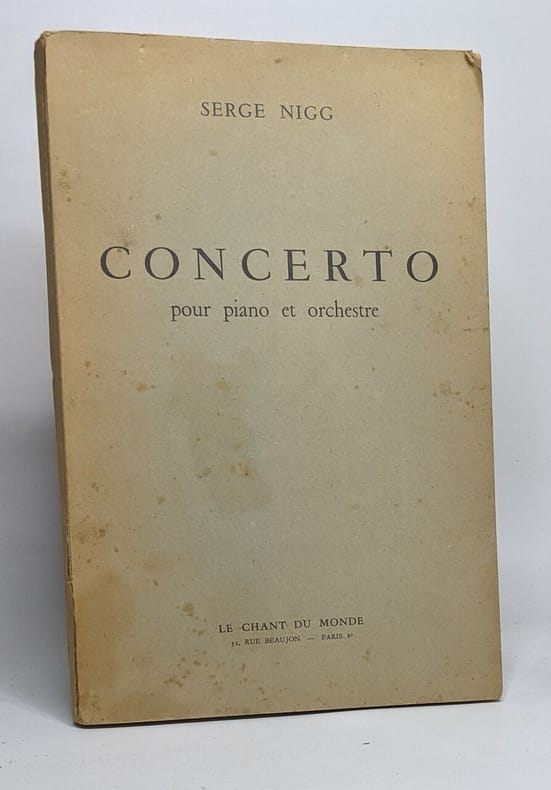 SERGE NIGG
CONCERTO
pour piano et orchestre
LE CHANT DU MONDE
RUE BEAUJON — PARIS